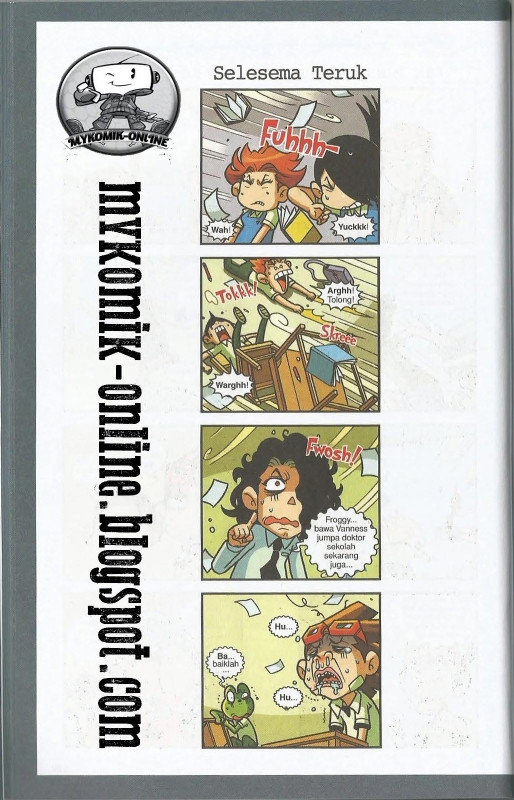 Selesema Teruk
MYKOMIK-ONLINE
mykomik-online.blogspot.com
Fuhhh~
Wah!
Yuckkk!
Tokkk!
Arghh!
Tolong!
Skreee
Warghh!
Fwosh!
Froggy...
bawa Vanness
jumpa doktor
sekolah
sekarang
juga...
Hu...
Ba...
baiklah
...
Hu...